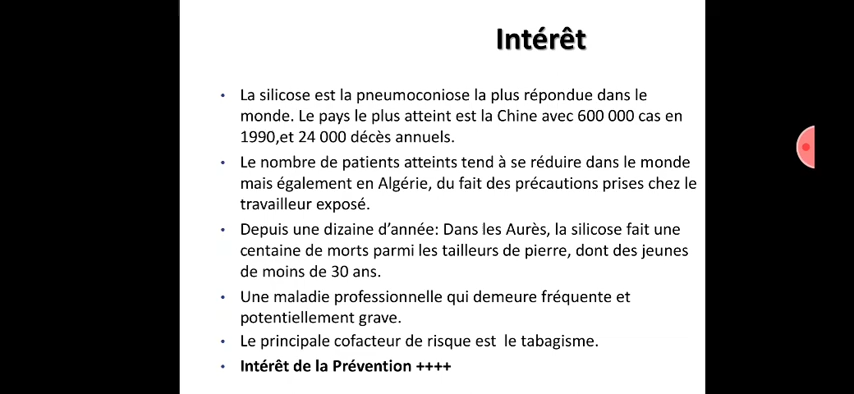 Intérêt
• La silicose est la pneumoconiose la plus répondue dans le
monde. Le pays le plus atteint est la Chine avec 600 000 cas en
1990,et 24 000 décès annuels.
• Le nombre de patients atteints tend à se réduire dans le monde
mais également en Algérie, du fait des précautions prises chez le
travailleur exposé.
• Depuis une dizaine d’année: Dans les Aurès, la silicose fait une
centaine de morts parmi les tailleurs de pierre, dont des jeunes
de moins de 30 ans.
• Une maladie professionnelle qui demeure fréquente et
potentiellement grave.
• Le principale cofacteur de risque est le tabagisme.
• Intérêt de la Prévention ++++